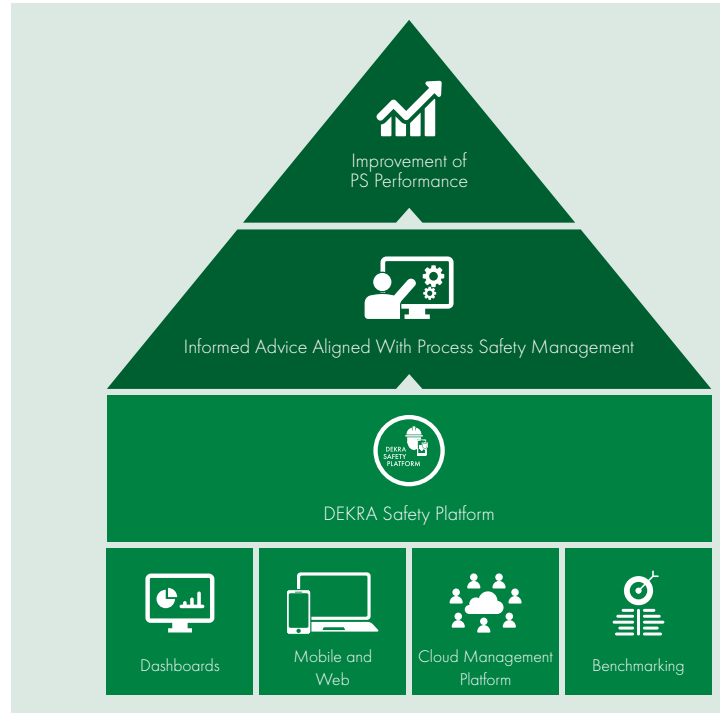 Improvement of
PS Performance
Informed Advice Aligned With Process Safety Management
DEKRA
SAFETY
PLATFORM
DEKRA Safety Platform
Dashboards
Mobile and
Web
Cloud Management
Platform
Benchmarking